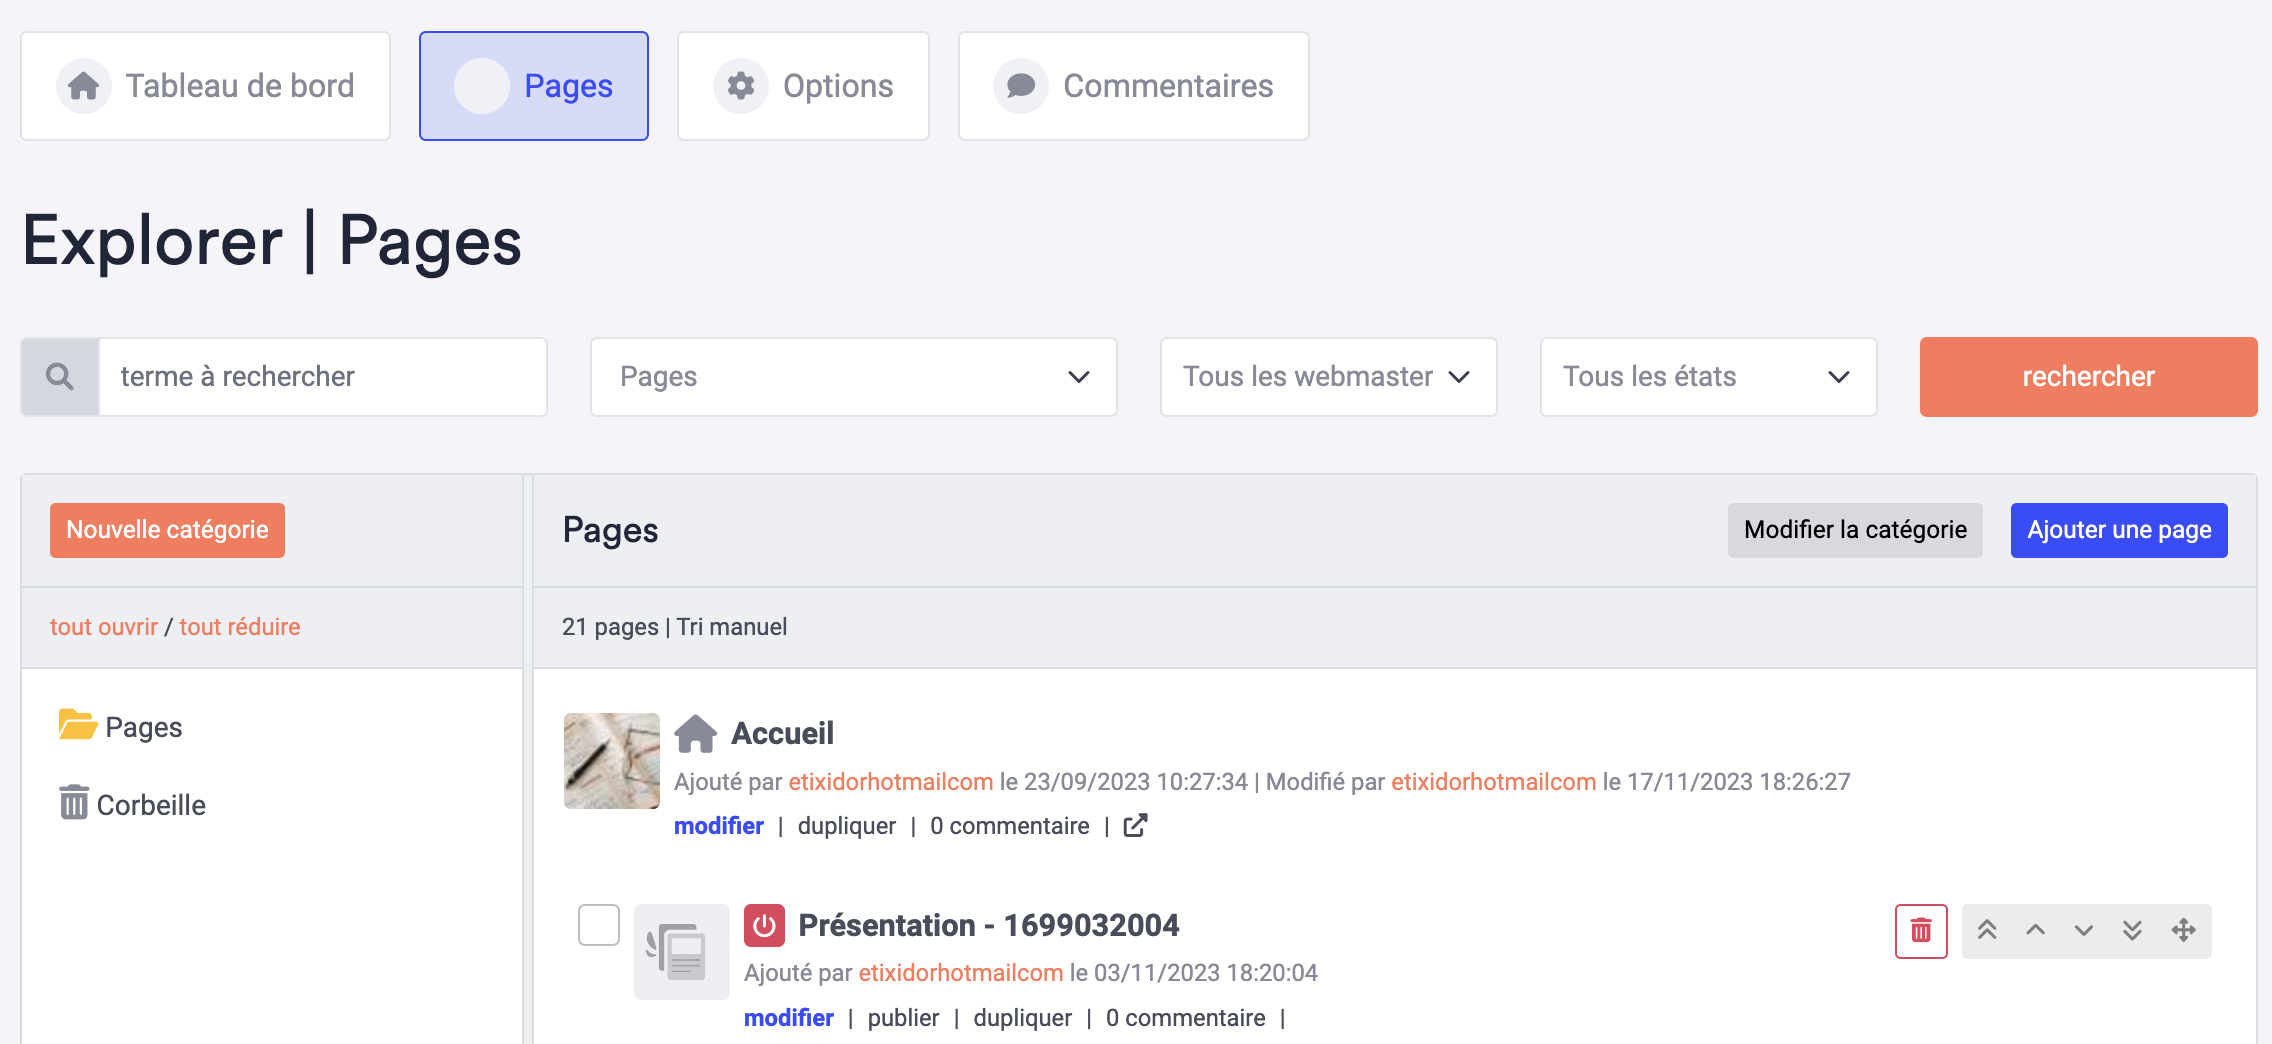 Tableau de bord Pages Options Commentaires
Explorer | Pages
terme à rechercher Pages Tous les webmaster Tous les états rechercher
Nouvelle catégorie Pages Modifier la catégorie Ajouter une page
tout ouvrir / tout réduire 21 pages | Tri manuel
Pages
Corbeille
Accueil
Ajouté par etixidorhotmailcom le 23/09/2023 10:27:34 | Modifié par etixidorhotmailcom le 17/11/2023 18:26:27
modifier | dupliquer | 0 commentaire |
Présentation - 1699032004
Ajouté par etixidorhotmailcom le 03/11/2023 18:20:04
modifier | publier | dupliquer | 0 commentaire |